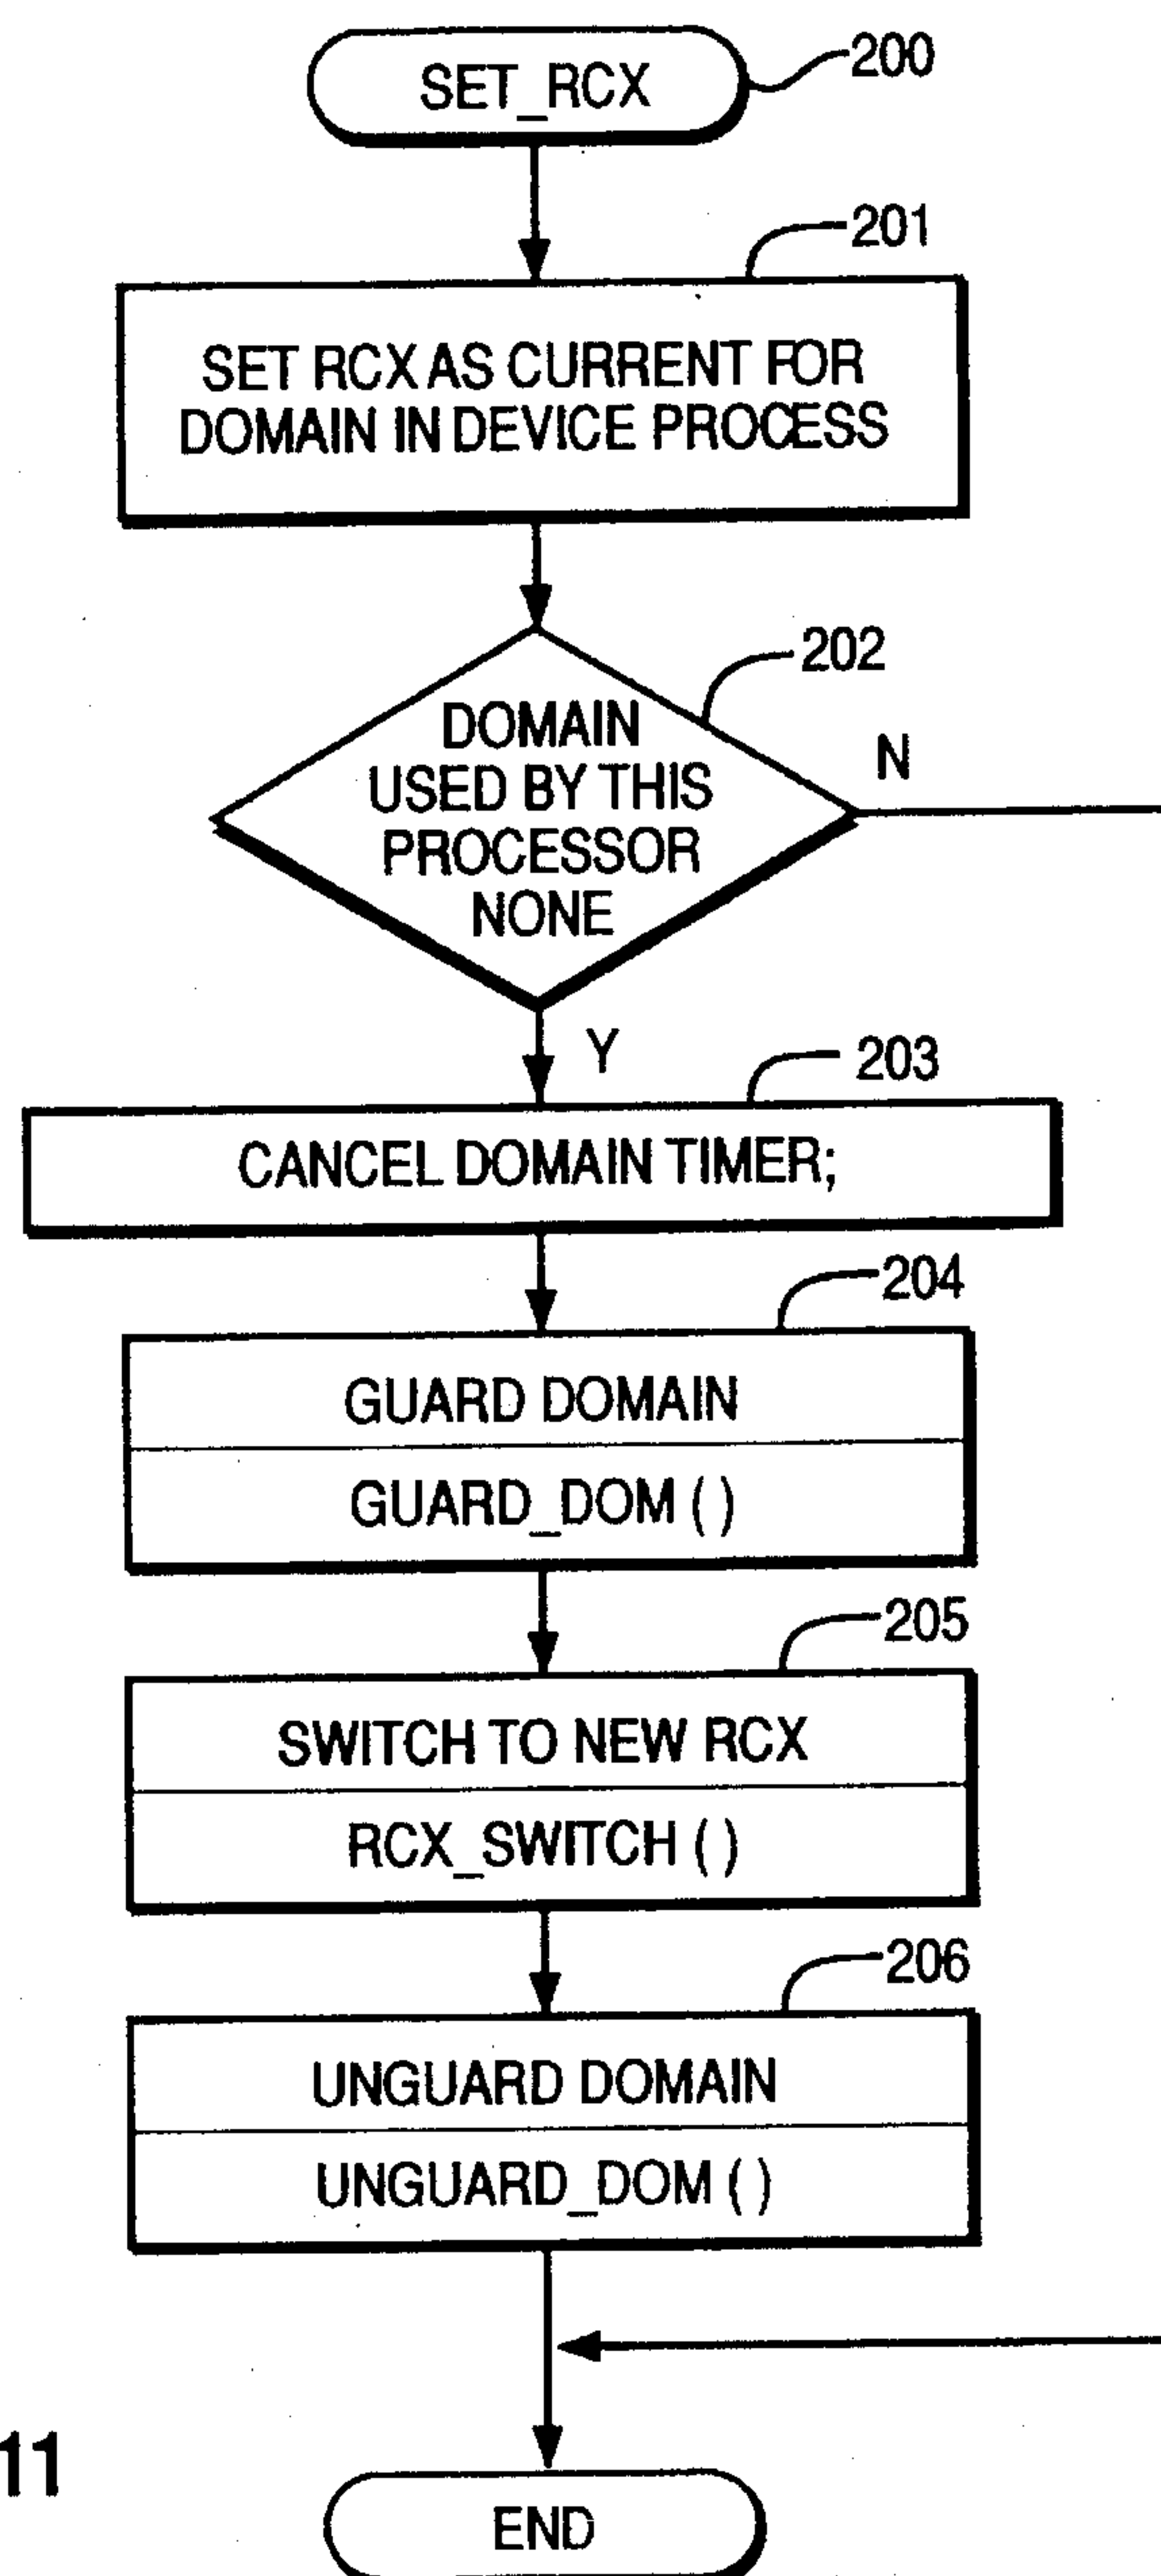 SET_RCX
200
201
SET RCX AS CURRENT FOR
DOMAIN IN DEVICE PROCESS
202
DOMAIN
USED BY THIS
PROCESSOR
NONE
N
Y
203
CANCEL DOMAIN TIMER;
204
GUARD DOMAIN
GUARD_DOM ( )
205
SWITCH TO NEW RCX
RCX_SWITCH ( )
206
UNGUARD DOMAIN
UNGUARD_DOM ( )
11
END